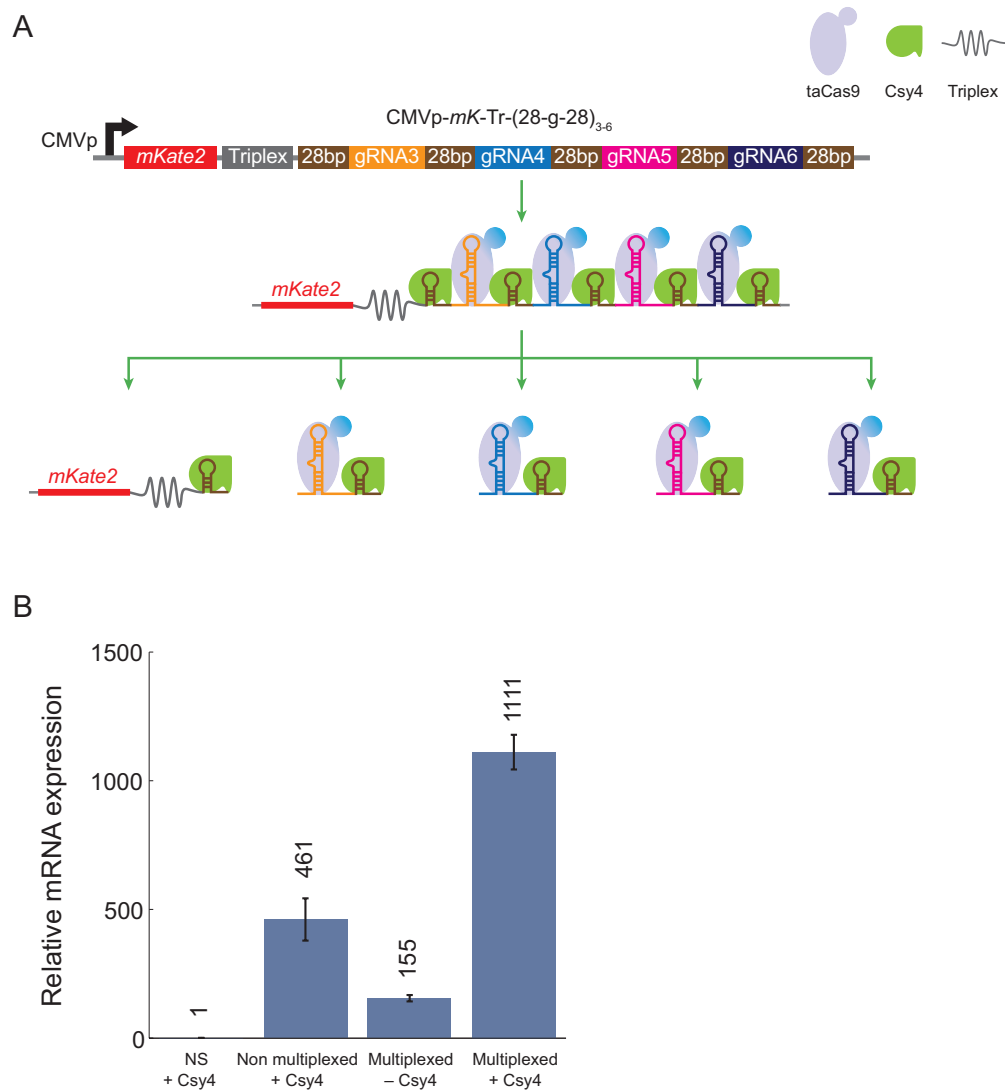 A
taCas9 Csy4 Triplex
CMVp-mK-Tr-(28-g-28)3-6
CMVp
mKate2 Triplex 28bp gRNA3 28bp gRNA4 28bp gRNA5 28bp gRNA6 28bp
mKate2
mKate2
B
Relative mRNA expression
1500
1000
500
0
1
461
155
1111
NS
+ Csy4
Non multiplexed
+ Csy4
Multiplexed
– Csy4
Multiplexed
+ Csy4